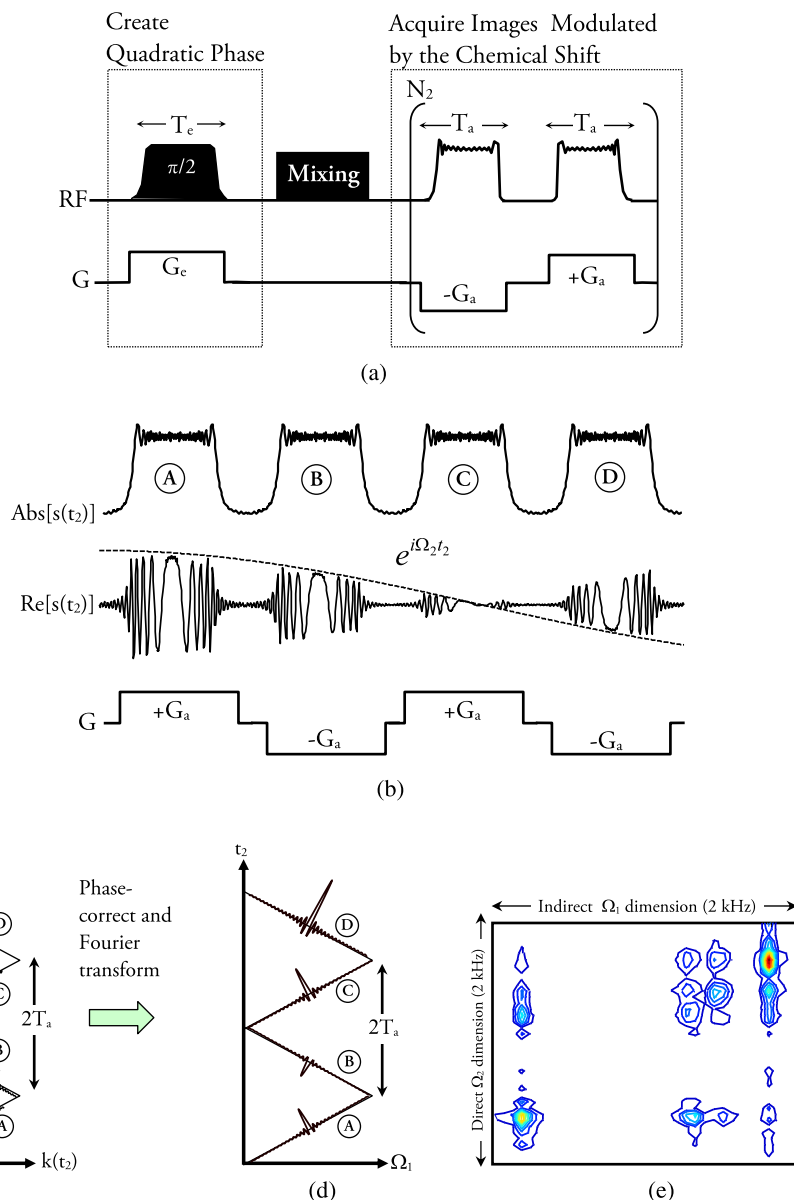 Create
Quadratic Phase
Acquire Images Modulated
by the Chemical Shift
N₂
Tₑ
Tₐ
Tₐ
π/2
Mixing
RF
G
Gₑ
-Gₐ
+Gₐ
(a)
A
B
C
D
Abs[s(t₂)]
e^{iΩ₂t₂}
Re[s(t₂)]
G
+Gₐ
-Gₐ
+Gₐ
-Gₐ
(b)
t₂
Phase-
correct and
Fourier
transform
Indirect Ω₁ dimension (2 kHz)
Direct Ω₂ dimension (2 kHz)
D
C
2Tₐ
B
A
k(t₂)
D
C
2Tₐ
B
A
Ω₁
(d)
(e)